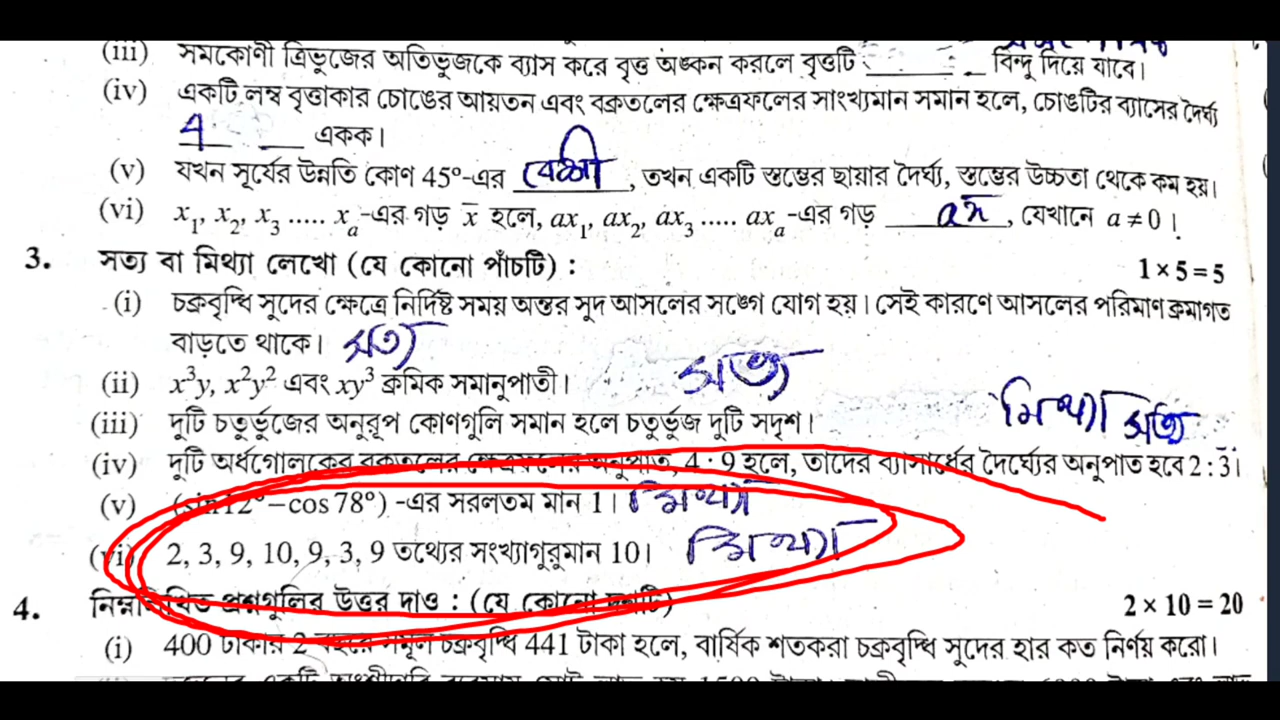 (iii) সমকোণী ত্রিভুজের অতিভুজকে ব্যাস করে বৃত্ত অঙ্কন করলে বৃত্তটি ______ __ বিন্দু দিয়ে যাবে।
(iv) একটি লম্ব বৃত্তাকার চোঙের আয়তন এবং বক্রতলের ক্ষেত্রফলের সাংখ্যমান সমান হলে, চোঙটির ব্যাসের দৈর্ঘ্য
4 __ একক।
(v) যখন সূর্যের উন্নতি কোণ 45°-এর বেশী, তখন একটি স্তম্ভের ছায়ার দৈর্ঘ্য, স্তম্ভের উচ্চতা থেকে কম হয়।
(vi) x₁, x₂, x₃ ..... xₐ-এর গড় x̄ হলে, ax₁, ax₂, ax₃ ..... axₐ-এর গড় ax̄, যেখানে a ≠ 0।
3. সত্য বা মিথ্যা লেখো (যে কোনো পাঁচটি) : 1 × 5 = 5
(i) চক্রবৃদ্ধি সুদের ক্ষেত্রে নির্দিষ্ট সময় অন্তর সুদ আসলের সঙ্গে যোগ হয়। সেই কারণে আসলের পরিমাণ ক্রমাগত
বাড়তে থাকে। সত্য
(ii) x³y, x²y² এবং xy³ ক্রমিক সমানুপাতী। সত্য
(iii) দুটি চতুর্ভুজের অনুরূপ কোণগুলি সমান হলে চতুর্ভুজ দুটি সদৃশ। মিথ্যা সত্যি
(iv) দুটি অর্ধগোলকের বক্রতলের ক্ষেত্রফলের অনুপাত, 4 : 9 হলে, তাদের ব্যাসার্ধের দৈর্ঘ্যের অনুপাত হবে 2 : 3।
(v) (sin12° – cos78°) -এর সরলতম মান 1। মিথ্যা
(vi) 2, 3, 9, 10, 9, 3, 9 তথ্যের সংখ্যাগুরুমান 10। মিথ্যা
4. নিম্নলিখিত প্রশ্নগুলির উত্তর দাও : (যে কোনো দশটি) 2 × 10 = 20
(i) 400 টাকার 2 বছরে সমূল চক্রবৃদ্ধি 441 টাকা হলে, বার্ষিক শতকরা চক্রবৃদ্ধি সুদের হার কত নির্ণয় করো।